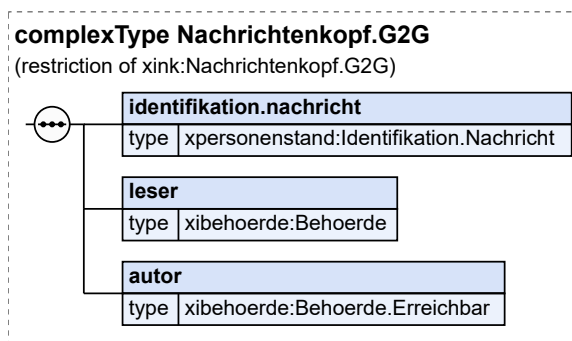 complexType Nachrichtenkopf.G2G
(restriction of xink:Nachrichtenkopf.G2G)
identifikation.nachricht
type xpersonenstand:Identifikation.Nachricht
leser
type xibehoerde:Behoerde
autor
type xibehoerde:Behoerde.Erreichbar